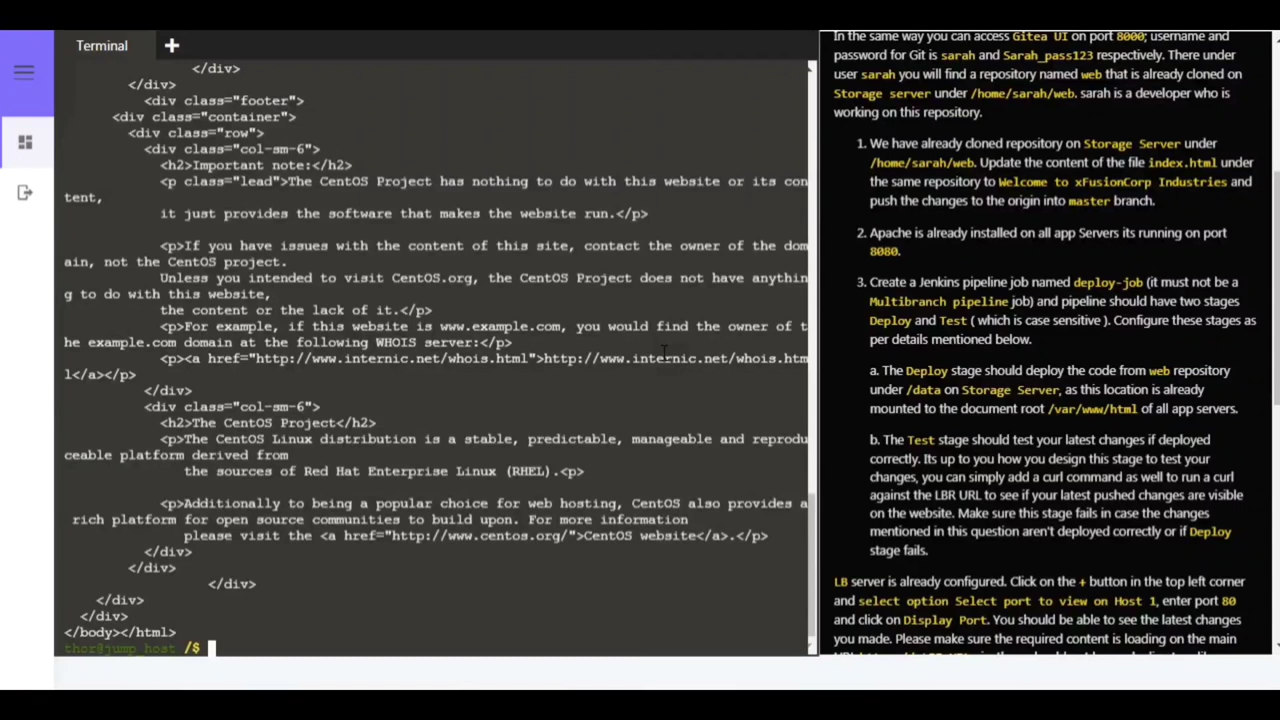 Terminal
+
</div>
</div>
<div class="footer">
<div class="container">
<div class="row">
<div class="col-sm-6">
<h2>Important note:</h2>
<p class="lead">The CentOS Project has nothing to do with this website or its con
tent,
it just provides the software that makes the website run.</p>
<p>If you have issues with the content of this site, contact the owner of the dom
ain, not the CentOS project.
Unless you intended to visit CentOS.org, the CentOS Project does not have anythin
g to do with this website,
the content or the lack of it.</p>
<p>For example, if this website is www.example.com, you would find the owner of t
he example.com domain at the following WHOIS server:</p>
<p><a href="http://www.internic.net/whois.html">http://www.internic.net/whois.htm
l</a></p>
</div>
<div class="col-sm-6">
<h2>The CentOS Project</h2>
<p>The CentOS Linux distribution is a stable, predictable, manageable and reprodu
ceable platform derived from
the sources of Red Hat Enterprise Linux (RHEL).<p>
<p>Additionally to being a popular choice for web hosting, CentOS also provides a
rich platform for open source communities to build upon. For more information
please visit the <a href="http://www.centos.org/">CentOS website</a>.</p>
</div>
</div>
</div>
</div>
</div>
</body></html>
thor@jump_host /$
In the same way you can access Gitea UI on port 8000; username and
password for Git is sarah and Sarah_pass123 respectively. There under
user sarah you will find a repository named web that is already cloned on
Storage server under /home/sarah/web. sarah is a developer who is
working on this repository.
1. We have already cloned repository on Storage Server under
/home/sarah/web. Update the content of the file index.html under
the same repository to Welcome to xFusionCorp Industries and
push the changes to the origin into master branch.
2. Apache is already installed on all app Servers its running on port
8080.
3. Create a Jenkins pipeline job named deploy-job (it must not be a
Multibranch pipeline job) and pipeline should have two stages
Deploy and Test ( which is case sensitive ). Configure these stages as
per details mentioned below.
a. The Deploy stage should deploy the code from web repository
under /data on Storage Server, as this location is already
mounted to the document root /var/www/html of all app servers.
b. The Test stage should test your latest changes if deployed
correctly. Its up to you how you design this stage to test your
changes, you can simply add a curl command as well to run a curl
against the LBR URL to see if your latest pushed changes are visible
on the website. Make sure this stage fails in case the changes
mentioned in this question aren't deployed correctly or if Deploy
stage fails.
LB server is already configured. Click on the + button in the top left corner
and select option Select port to view on Host 1, enter port 80
and click on Display Port. You should be able to see the latest changes
you made. Please make sure the required content is loading on the main